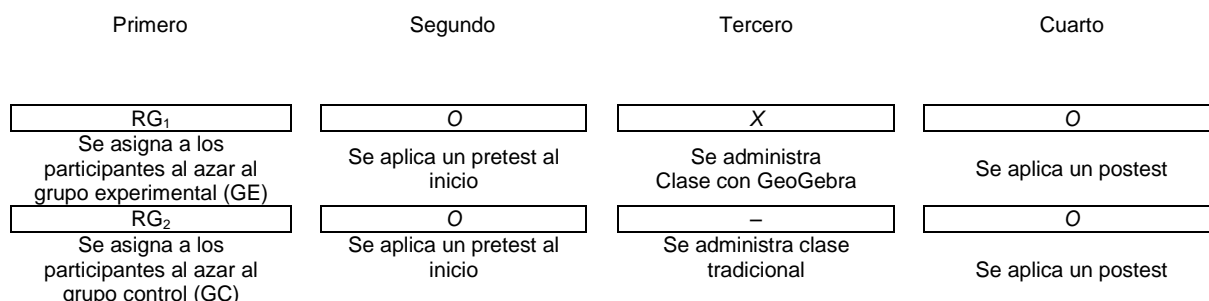 Primero Segundo Tercero Cuarto
RG₁ O X O
Se asigna a los participantes al azar al grupo experimental (GE)
Se aplica un pretest al inicio
Se administra Clase con GeoGebra
Se aplica un postest
RG₂ O – O
Se asigna a los participantes al azar al grupo control (GC)
Se aplica un pretest al inicio
Se administra clase tradicional
Se aplica un postest